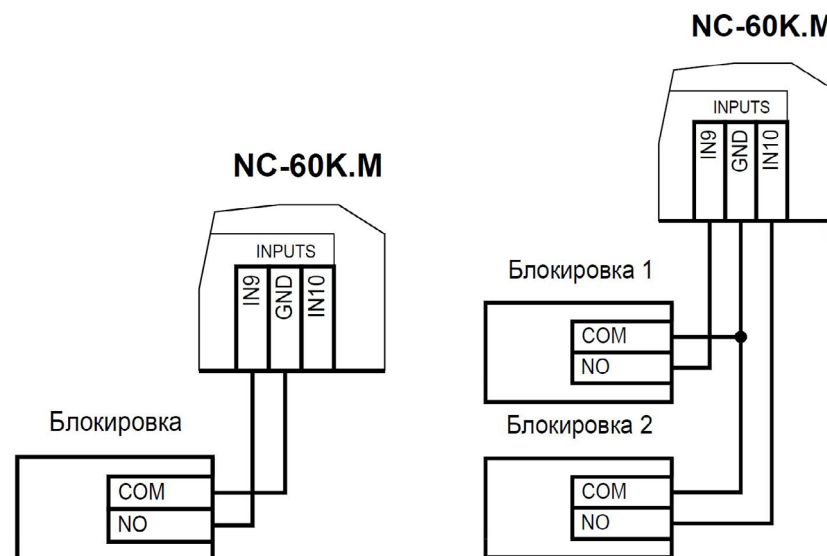 NC-60K.M
INPUTS
IN9
GND
IN10
Блокировка
COM
NO
NC-60K.M
INPUTS
IN9
GND
IN10
Блокировка 1
COM
NO
Блокировка 2
COM
NO